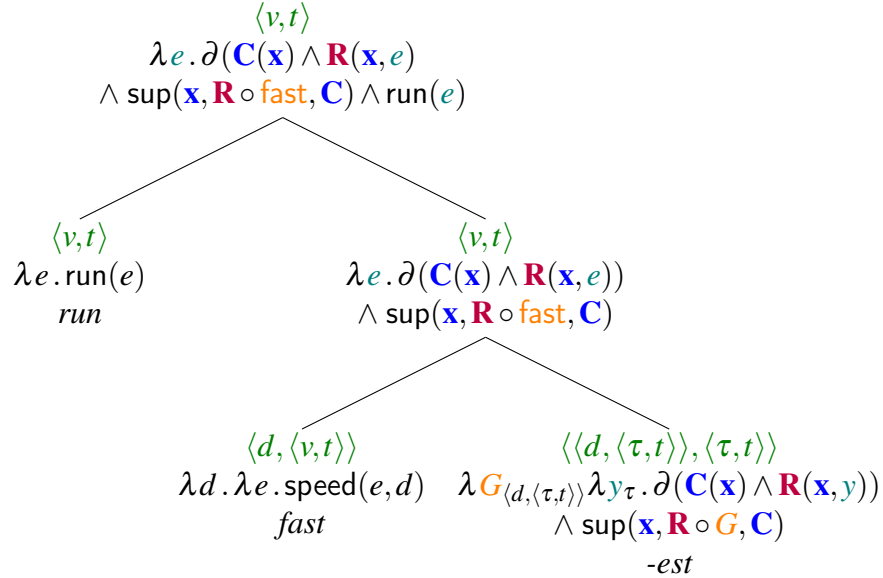 ⟨v,t⟩
λe.∂(C(x)∧R(x,e)
∧ sup(x,R∘fast,C)∧run(e)
⟨v,t⟩
λe.run(e)
run
⟨v,t⟩
λe.∂(C(x)∧R(x,e))
∧ sup(x,R∘fast,C)
⟨d,⟨v,t⟩⟩
λd.λe.speed(e,d)
fast
⟨⟨d,⟨τ,t⟩⟩,⟨τ,t⟩⟩
λG⟨d,⟨τ,t⟩⟩λyτ.∂(C(x)∧R(x,y))
∧ sup(x,R∘G,C)
-est